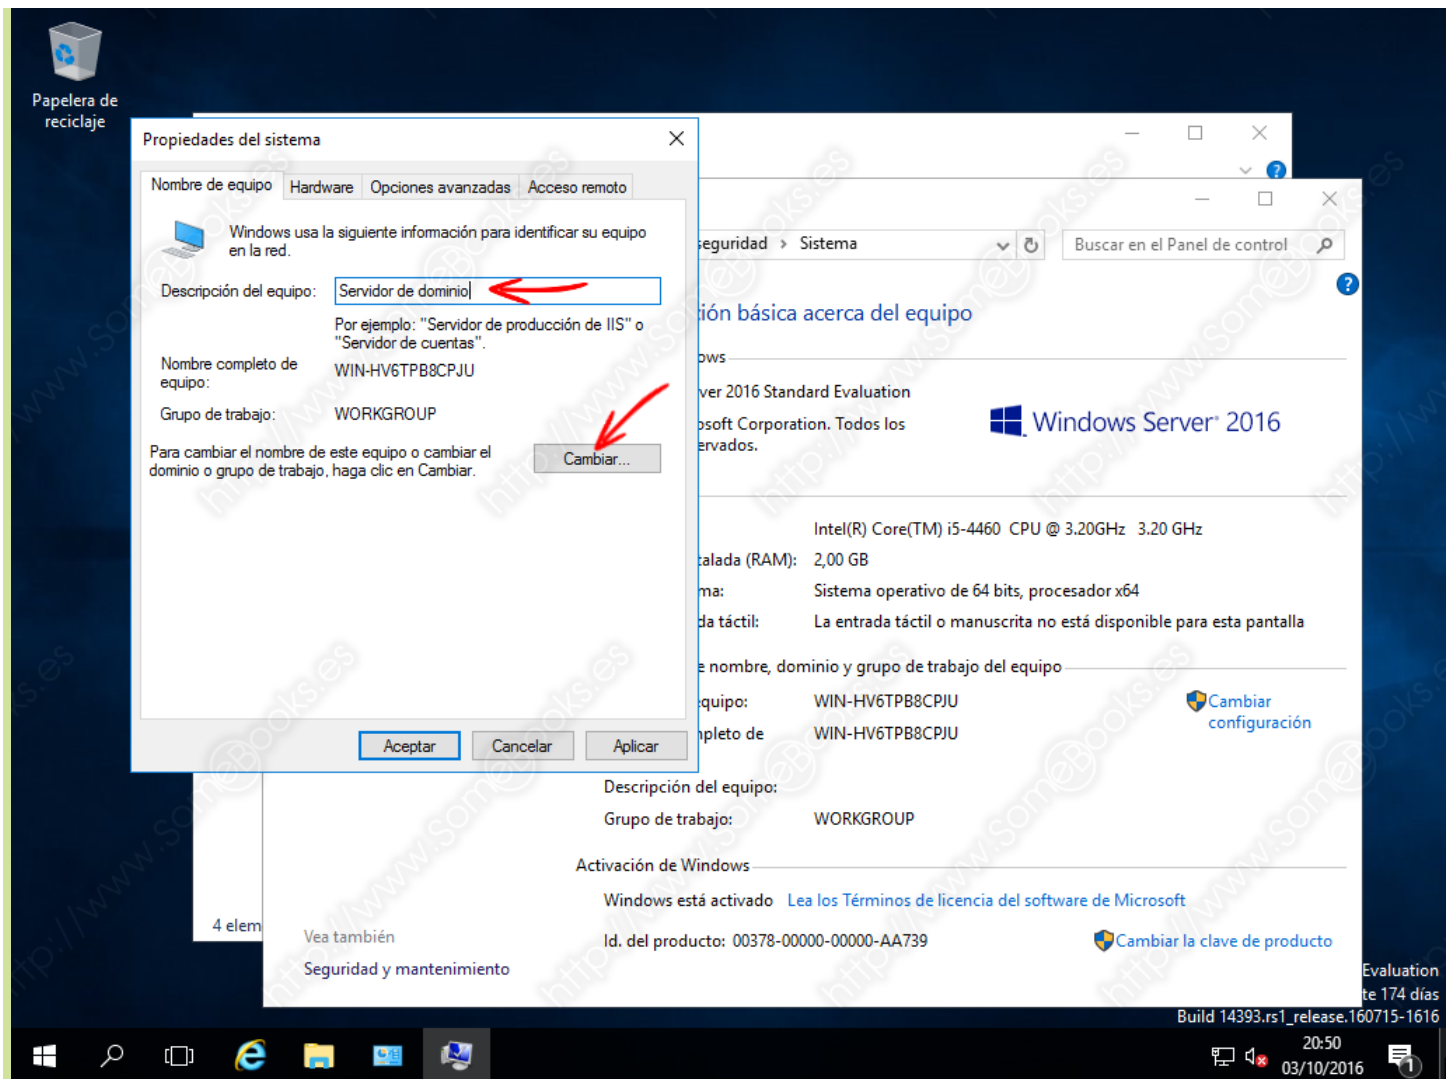 Papelera de
reciclaje
Propiedades del sistema
Nombre de equipo
Hardware
Opciones avanzadas
Acceso remoto
Windows usa la siguiente información para identificar su equipo
en la red.
Descripción del equipo:
Servidor de dominio
Por ejemplo: "Servidor de producción de IIS" o
"Servidor de cuentas".
Nombre completo de
equipo:
WIN-HV6TPB8CPJU
Grupo de trabajo:
WORKGROUP
Para cambiar el nombre de este equipo o cambiar el
dominio o grupo de trabajo, haga clic en Cambiar.
Cambiar...
Aceptar
Cancelar
Aplicar
seguridad › Sistema
Buscar en el Panel de control
ión básica acerca del equipo
ows
ver 2016 Standard Evaluation
osoft Corporation. Todos los
ervados.
Windows Server® 2016
Intel(R) Core(TM) i5-4460 CPU @ 3.20GHz 3.20 GHz
talada (RAM): 2,00 GB
ma: Sistema operativo de 64 bits, procesador x64
da táctil: La entrada táctil o manuscrita no está disponible para esta pantalla
e nombre, dominio y grupo de trabajo del equipo
equipo: WIN-HV6TPB8CPJU
Cambiar
configuración
mpleto de WIN-HV6TPB8CPJU
Descripción del equipo:
Grupo de trabajo: WORKGROUP
Activación de Windows
Windows está activado Lea los Términos de licencia del software de Microsoft
Id. del producto: 00378-00000-00000-AA739
Cambiar la clave de producto
4 elem
Vea también
Seguridad y mantenimiento
Evaluation
te 174 días
Build 14393.rs1_release.160715-1616
20:50
03/10/2016
1
http://www.SomeBooks.es